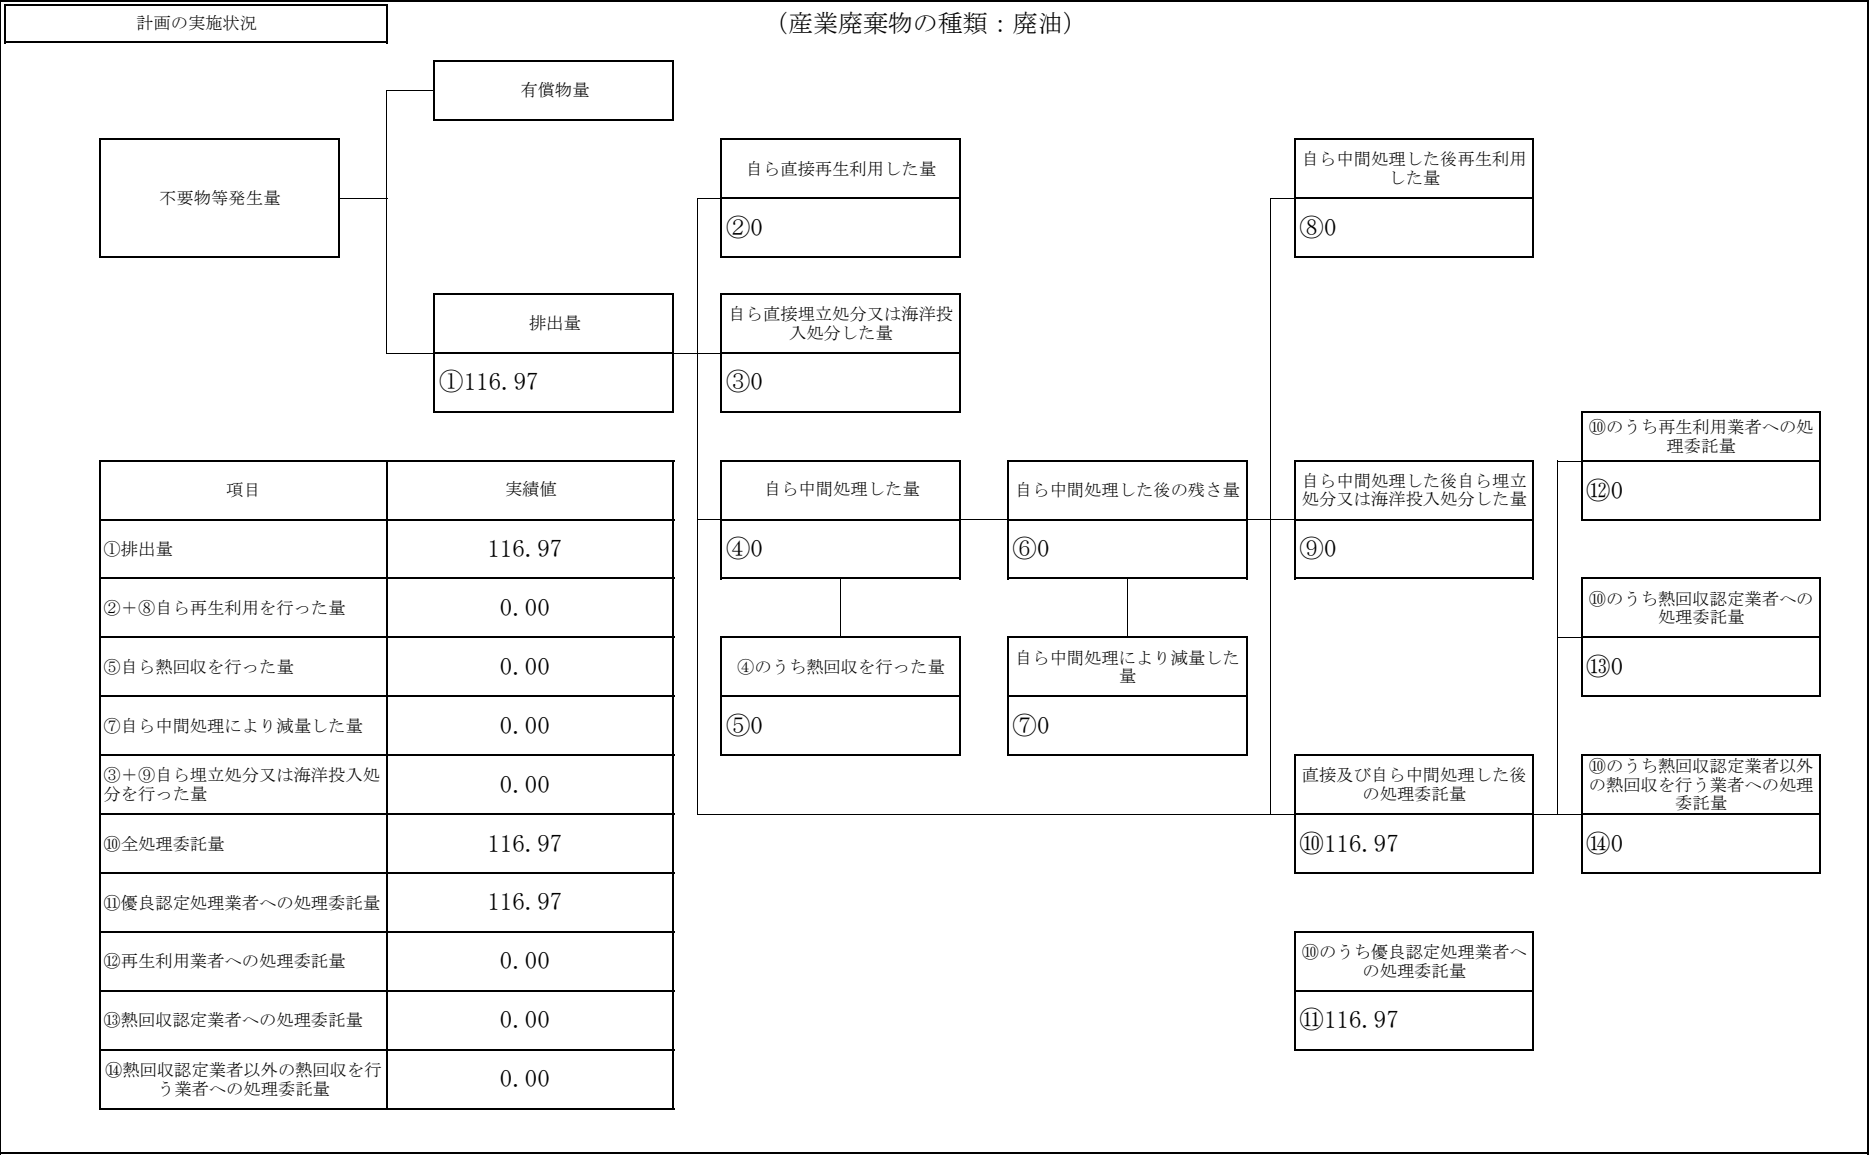 計画の実施状況
（産業廃棄物の種類：廃油）
有償物量
不要物等発生量
自ら直接再生利用した量
②0
自ら中間処理した後再生利用
した量
⑧0
排出量
①116.97
自ら直接埋立処分又は海洋投
入処分した量
③0
⑩のうち再生利用業者への処
理委託量
⑫0
自ら中間処理した量
④0
自ら中間処理した後の残さ量
⑥0
自ら中間処理した後自ら埋立
処分又は海洋投入処分した量
⑨0
⑩のうち熱回収認定業者への
処理委託量
⑬0
④のうち熱回収を行った量
⑤0
自ら中間処理により減量した
量
⑦0
直接及び自ら中間処理した後
の処理委託量
⑩116.97
⑩のうち熱回収認定業者以外
の熱回収を行う業者への処理
委託量
⑭0
⑩のうち優良認定処理業者へ
の処理委託量
⑪116.97
項目 実績値
①排出量 116.97
②＋⑧自ら再生利用を行った量 0.00
⑤自ら熱回収を行った量 0.00
⑦自ら中間処理により減量した量 0.00
③＋⑨自ら埋立処分又は海洋投入処
分を行った量 0.00
⑩全処理委託量 116.97
⑪優良認定処理業者への処理委託量 116.97
⑫再生利用業者への処理委託量 0.00
⑬熱回収認定業者への処理委託量 0.00
⑭熱回収認定業者以外の熱回収を行
う業者への処理委託量 0.00